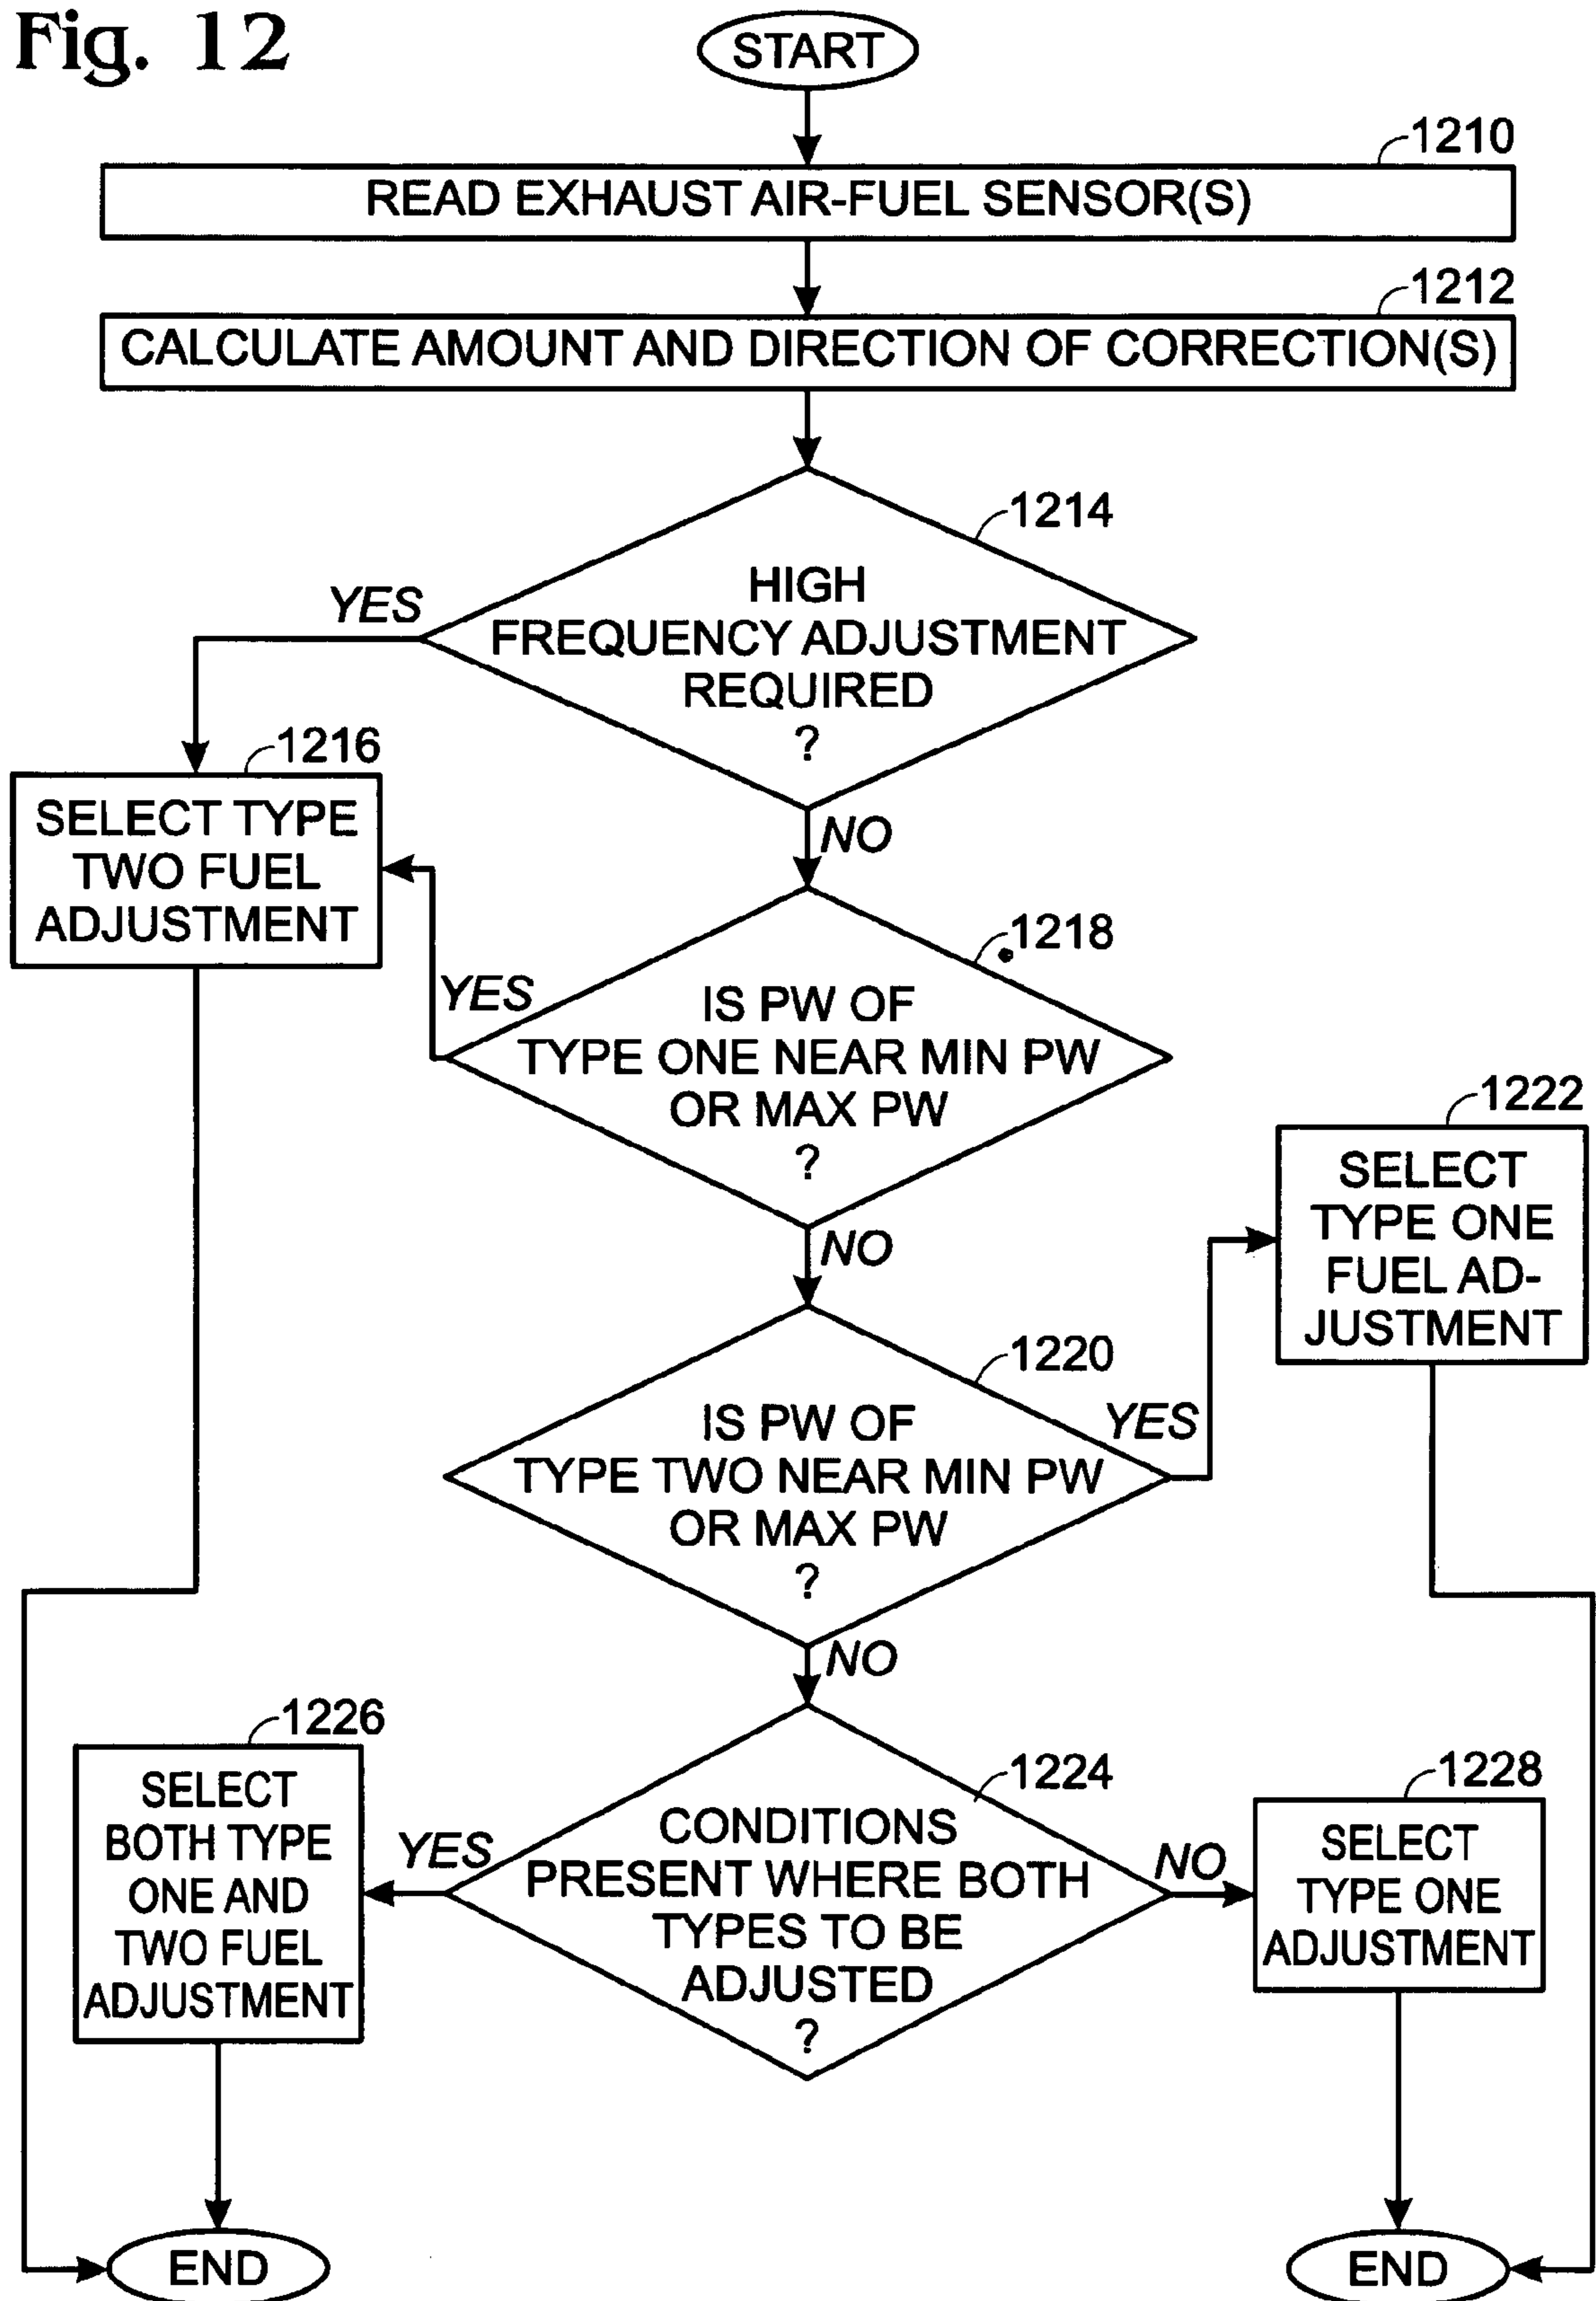 Fig. 12
START
1210
READ EXHAUST AIR-FUEL SENSOR(S)
1212
CALCULATE AMOUNT AND DIRECTION OF CORRECTION(S)
1214
HIGH
FREQUENCY ADJUSTMENT
REQUIRED
?
YES
NO
1216
SELECT TYPE
TWO FUEL
ADJUSTMENT
1218
IS PW OF
TYPE ONE NEAR MIN PW
OR MAX PW
?
YES
NO
1222
SELECT
TYPE ONE
FUEL AD-
JUSTMENT
1220
IS PW OF
TYPE TWO NEAR MIN PW
OR MAX PW
?
YES
NO
1226
SELECT
BOTH TYPE
ONE AND
TWO FUEL
ADJUSTMENT
1224
CONDITIONS
PRESENT WHERE BOTH
TYPES TO BE
ADJUSTED
?
YES
NO
1228
SELECT
TYPE ONE
ADJUSTMENT
END
END